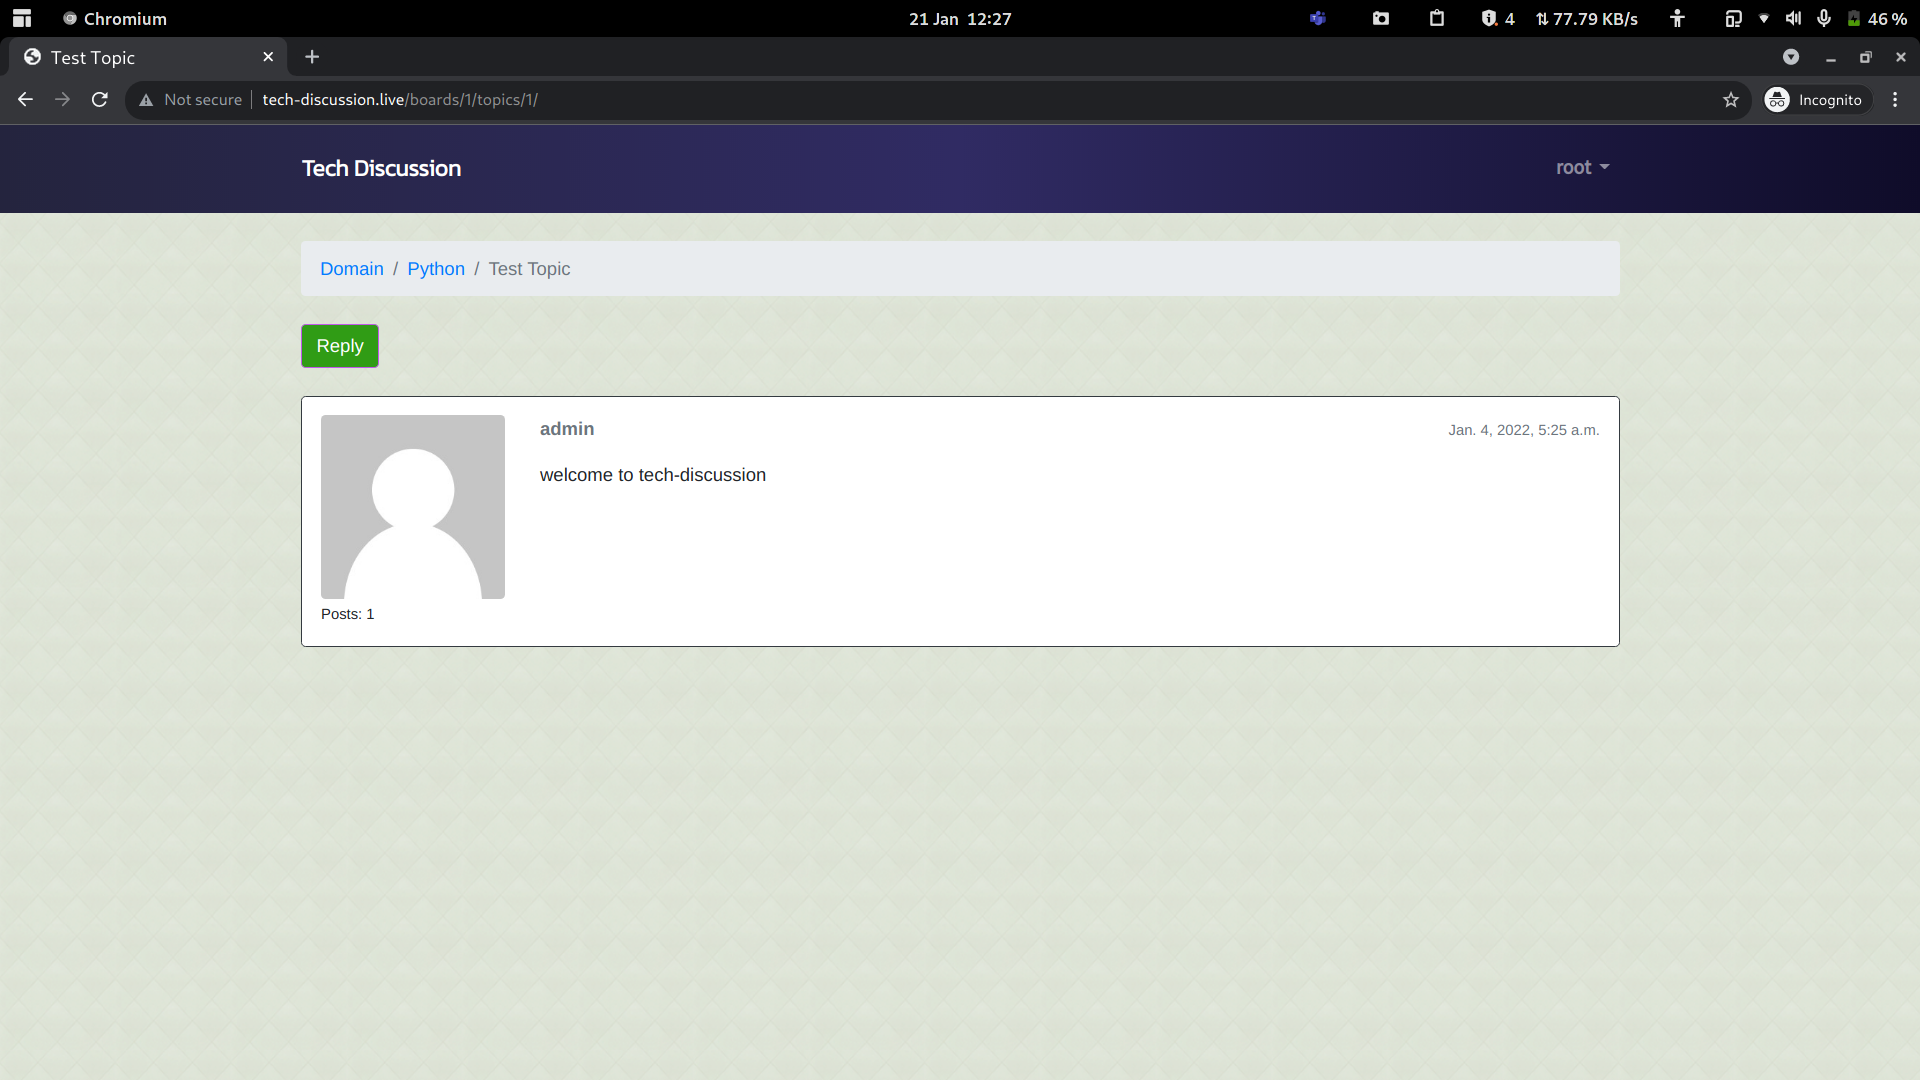 Chromium 21 Jan 12:27 4 77.79 KB/s 46 %
Test Topic
Not secure tech-discussion.live/boards/1/topics/1/ Incognito
Tech Discussion root
Domain / Python / Test Topic
Reply
admin Jan. 4, 2022, 5:25 a.m.
welcome to tech-discussion
Posts: 1